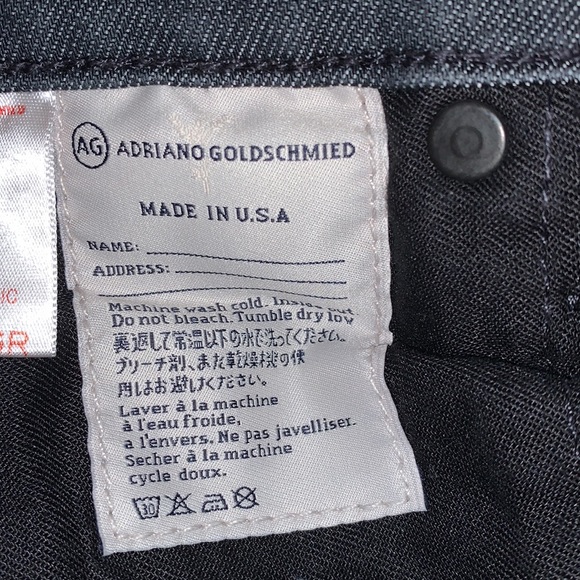 AG ADRIANO GOLDSCHMIED
MADE IN U.S.A
NAME:
ADDRESS:
Machine wash cold. Inside out
Do not bleach. Tumble dry low
裏返して常温以下の水で洗ってください。
ブリーチ剤、また乾燥機の使
用はお避けください。
Laver à la machine
à l'eau froide,
a l'envers. Ne pas javelliser.
Secher à la machine
cycle doux.
30
IC
GR